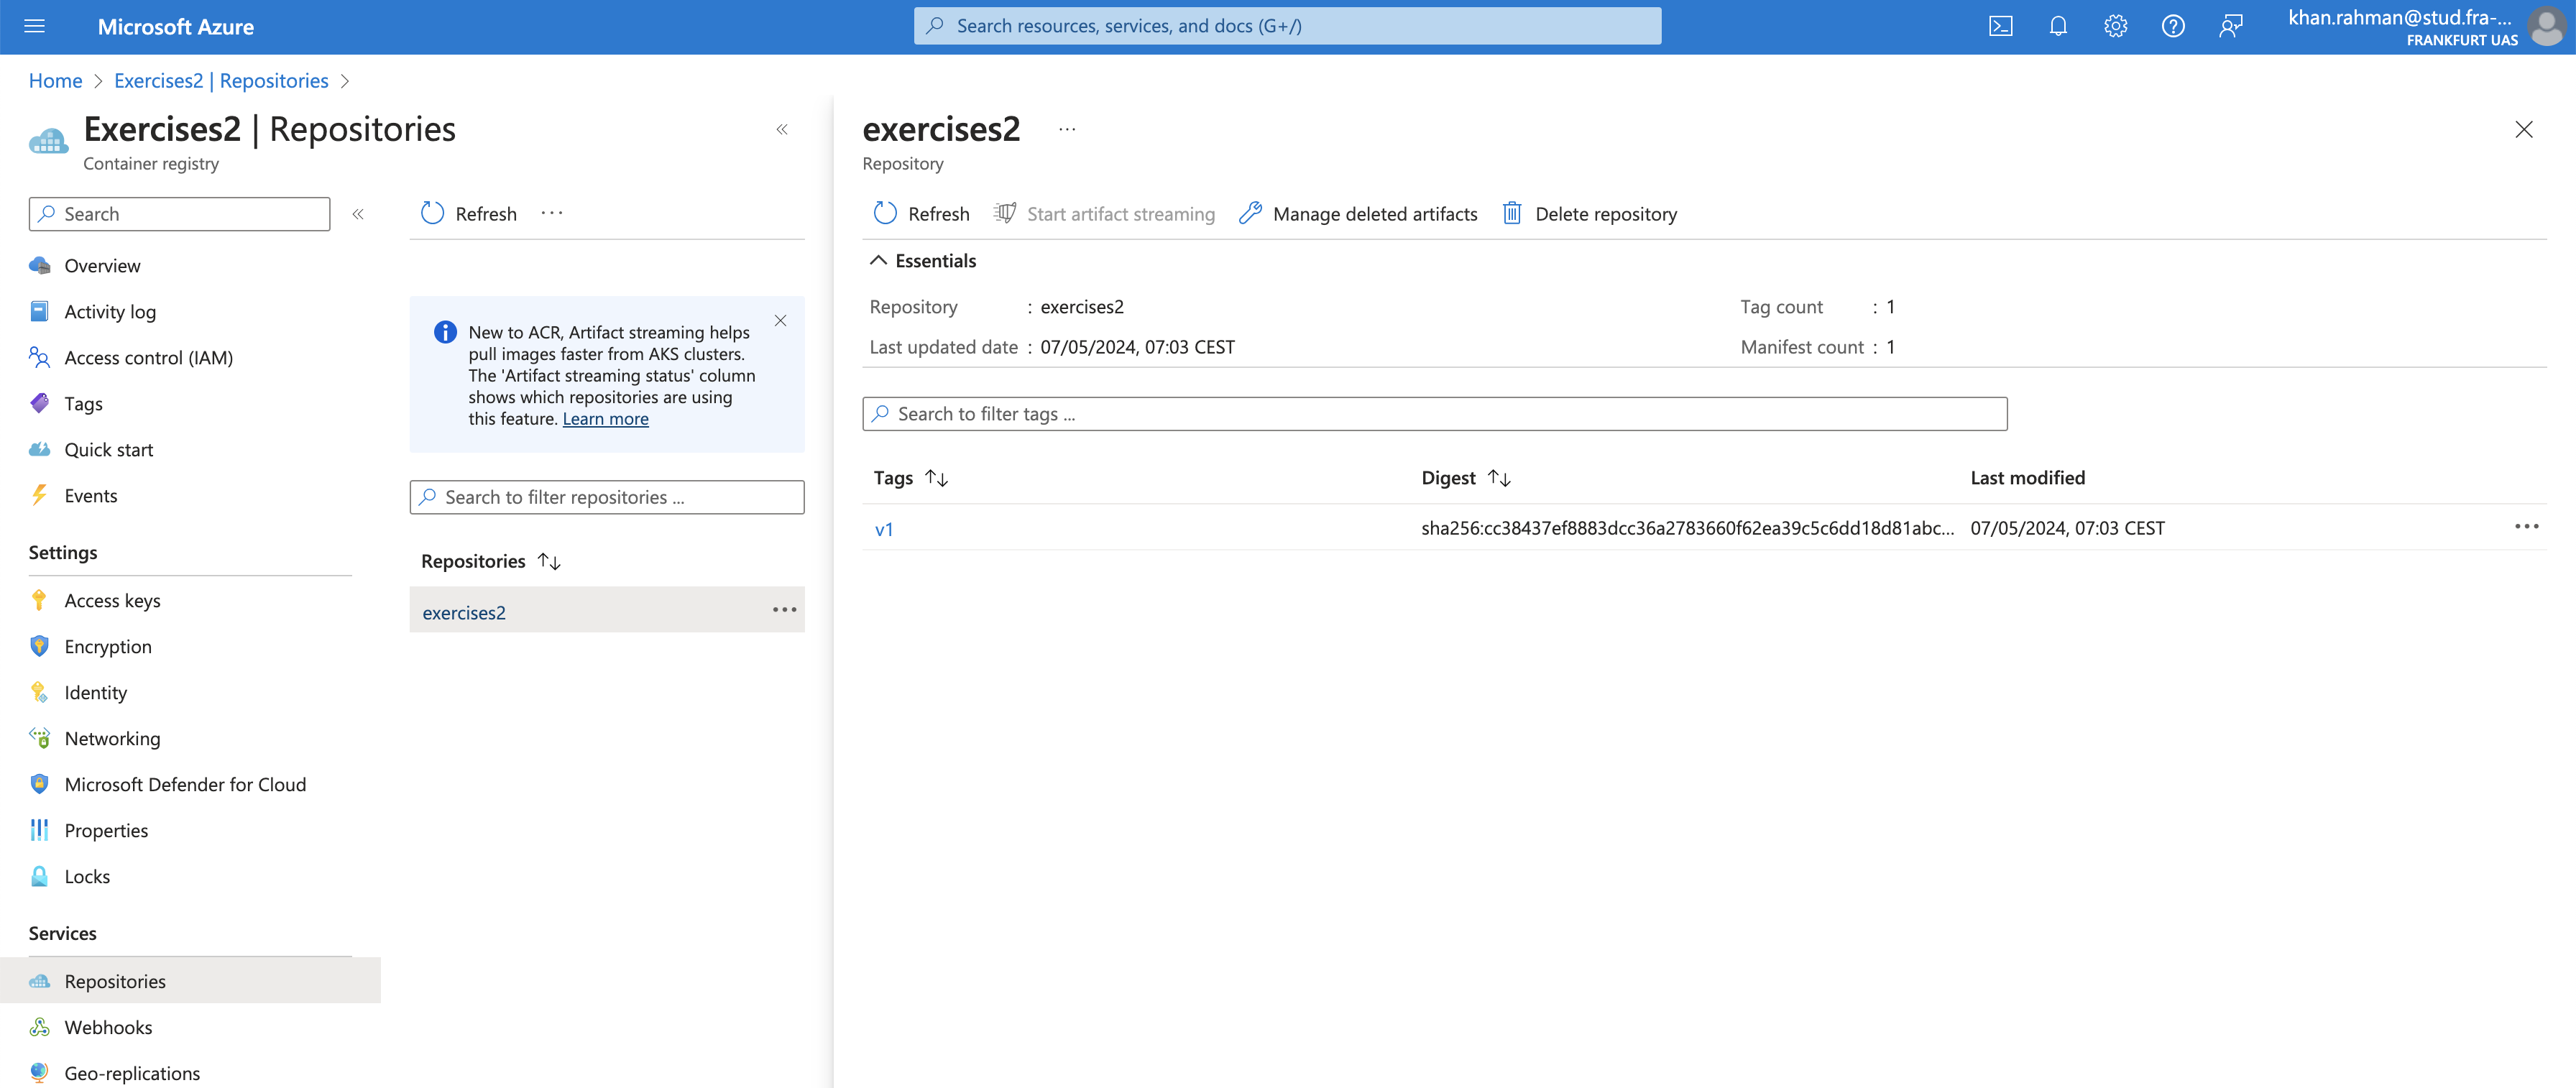 Microsoft Azure
Search resources, services, and docs (G+/)
khan.rahman@stud.fra-...
FRANKFURT UAS
Home > Exercises2 | Repositories >
Exercises2 | Repositories
Container registry
Search
Overview
Activity log
Access control (IAM)
Tags
Quick start
Events
Settings
Access keys
Encryption
Identity
Networking
Microsoft Defender for Cloud
Properties
Locks
Services
Repositories
Webhooks
Geo-replications
Refresh ...
New to ACR, Artifact streaming helps
pull images faster from AKS clusters.
The 'Artifact streaming status' column
shows which repositories are using
this feature. Learn more
Search to filter repositories ...
Repositories
exercises2
exercises2 ...
Repository
Refresh Start artifact streaming Manage deleted artifacts Delete repository
Essentials
Repository : exercises2 Tag count : 1
Last updated date : 07/05/2024, 07:03 CEST Manifest count : 1
Search to filter tags ...
Tags Digest Last modified
v1 sha256:cc38437ef8883dcc36a2783660f62ea39c5c6dd18d81abc... 07/05/2024, 07:03 CEST